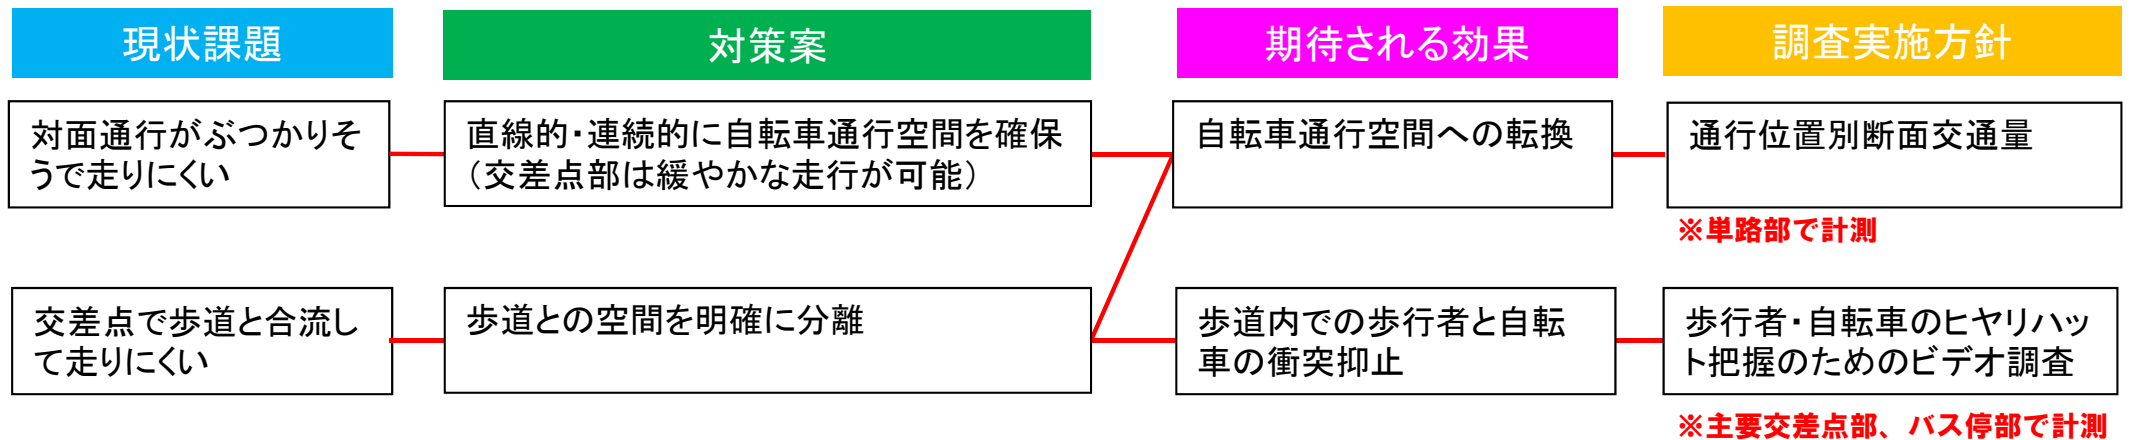 現状課題
対策案
期待される効果
調査実施方針
対面通行がぶつかりそ
うで走りにくい
直線的・連続的に自転車通行空間を確保
（交差点部は緩やかな走行が可能）
自転車通行空間への転換
通行位置別断面交通量
※単路部で計測
交差点で歩道と合流し
て走りにくい
歩道との空間を明確に分離
歩道内での歩行者と自転
車の衝突抑止
歩行者・自転車のヒヤリハッ
ト把握のためのビデオ調査
※主要交差点部、バス停部で計測